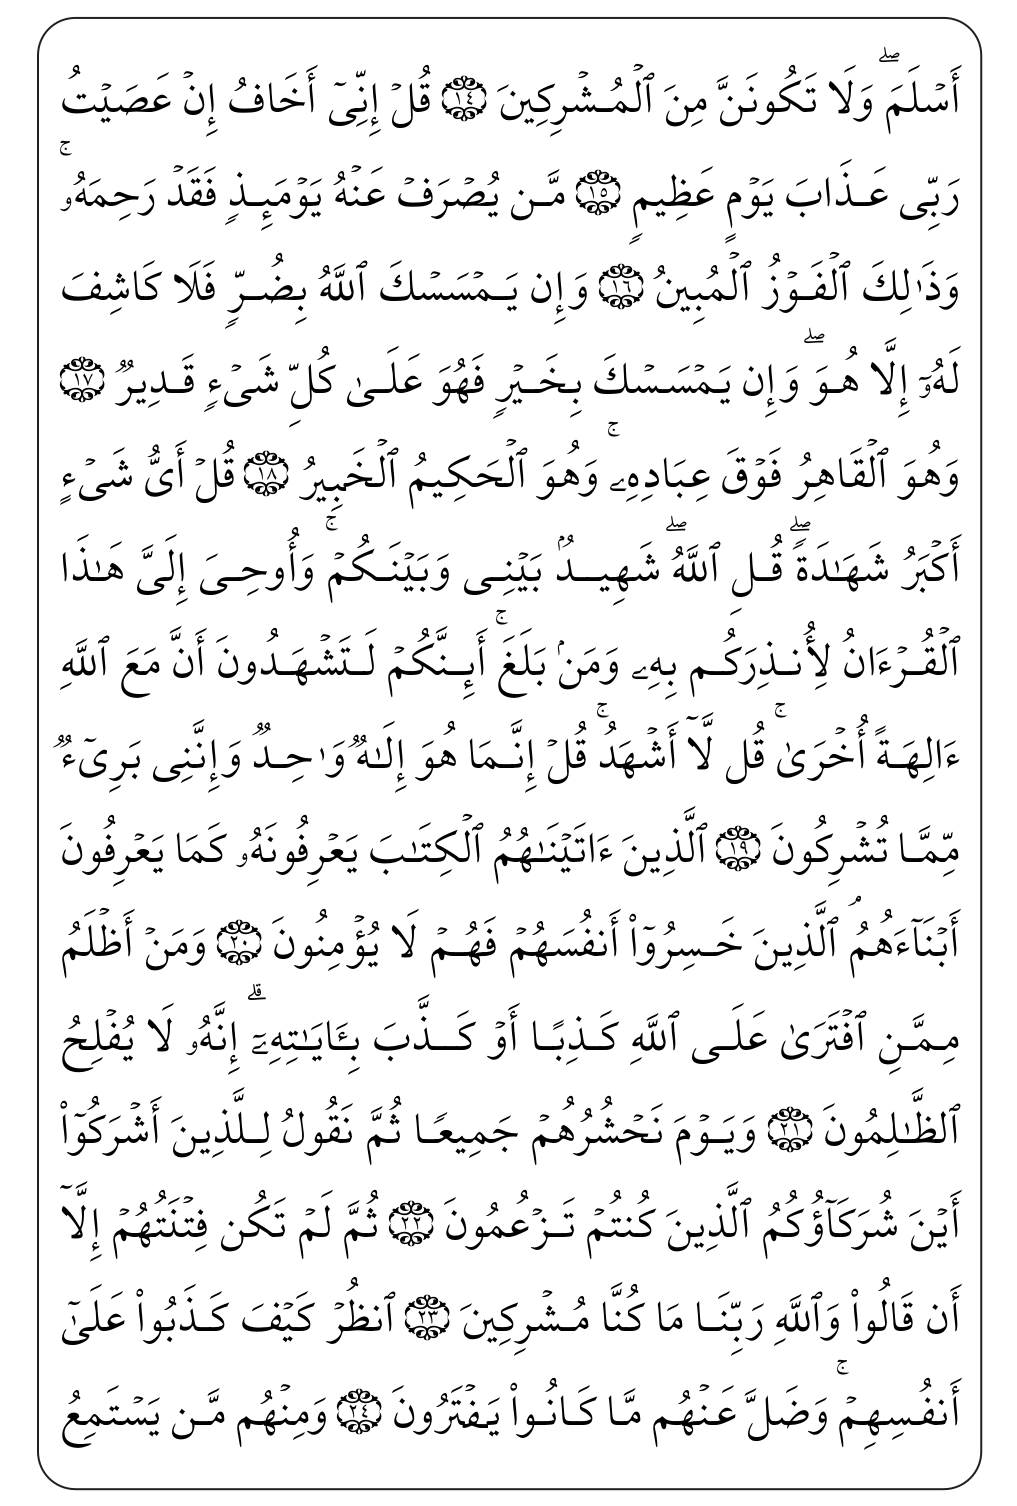 أَسۡلَمَۖ وَلَا تَكُونَنَّ مِنَ ٱلۡمُشۡرِكِينَ ١٤ قُلۡ إِنِّيٓ أَخَافُ إِنۡ عَصَيۡتُ
رَبِّي عَذَابَ يَوۡمٍ عَظِيمٖ ١٥ مَّن يُصۡرَفۡ عَنۡهُ يَوۡمَئِذٖ فَقَدۡ رَحِمَهُۥۚ
وَذَٰلِكَ ٱلۡفَوۡزُ ٱلۡمُبِينُ ١٦ وَإِن يَمۡسَسۡكَ ٱللَّهُ بِضُرّٖ فَلَا كَاشِفَ
لَهُۥٓ إِلَّا هُوَۖ وَإِن يَمۡسَسۡكَ بِخَيۡرٖ فَهُوَ عَلَىٰ كُلِّ شَيۡءٖ قَدِيرٞ ١٧
وَهُوَ ٱلۡقَاهِرُ فَوۡقَ عِبَادِهِۦۚ وَهُوَ ٱلۡحَكِيمُ ٱلۡخَبِيرُ ١٨ قُلۡ أَيُّ شَيۡءٍ
أَكۡبَرُ شَهَٰدَةٗۖ قُلِ ٱللَّهُۖ شَهِيدُۢ بَيۡنِي وَبَيۡنَكُمۡۚ وَأُوحِيَ إِلَيَّ هَٰذَا
ٱلۡقُرۡءَانُ لِأُنذِرَكُم بِهِۦ وَمَنۢ بَلَغَۚ أَئِنَّكُمۡ لَتَشۡهَدُونَ أَنَّ مَعَ ٱللَّهِ
ءَالِهَةً أُخۡرَىٰۚ قُل لَّآ أَشۡهَدُۚ قُلۡ إِنَّمَا هُوَ إِلَٰهٞ وَٰحِدٞ وَإِنَّنِي بَرِيٓءٞ
مِّمَّا تُشۡرِكُونَ ١٩ ٱلَّذِينَ ءَاتَيۡنَٰهُمُ ٱلۡكِتَٰبَ يَعۡرِفُونَهُۥ كَمَا يَعۡرِفُونَ
أَبۡنَآءَهُمُۘ ٱلَّذِينَ خَسِرُوٓاْ أَنفُسَهُمۡ فَهُمۡ لَا يُؤۡمِنُونَ ٢٠ وَمَنۡ أَظۡلَمُ
مِمَّنِ ٱفۡتَرَىٰ عَلَى ٱللَّهِ كَذِبًا أَوۡ كَذَّبَ بِـَٔايَٰتِهِۦٓۗ إِنَّهُۥ لَا يُفۡلِحُ
ٱلظَّٰلِمُونَ ٢١ وَيَوۡمَ نَحۡشُرُهُمۡ جَمِيعٗا ثُمَّ نَقُولُ لِلَّذِينَ أَشۡرَكُوٓاْ
أَيۡنَ شُرَكَآؤُكُمُ ٱلَّذِينَ كُنتُمۡ تَزۡعُمُونَ ٢٢ ثُمَّ لَمۡ تَكُن فِتۡنَتُهُمۡ إِلَّآ
أَن قَالُواْ وَٱللَّهِ رَبِّنَا مَا كُنَّا مُشۡرِكِينَ ٢٣ ٱنظُرۡ كَيۡفَ كَذَبُواْ عَلَىٰٓ
أَنفُسِهِمۡۚ وَضَلَّ عَنۡهُم مَّا كَانُواْ يَفۡتَرُونَ ٢٤ وَمِنۡهُم مَّن يَسۡتَمِعُ